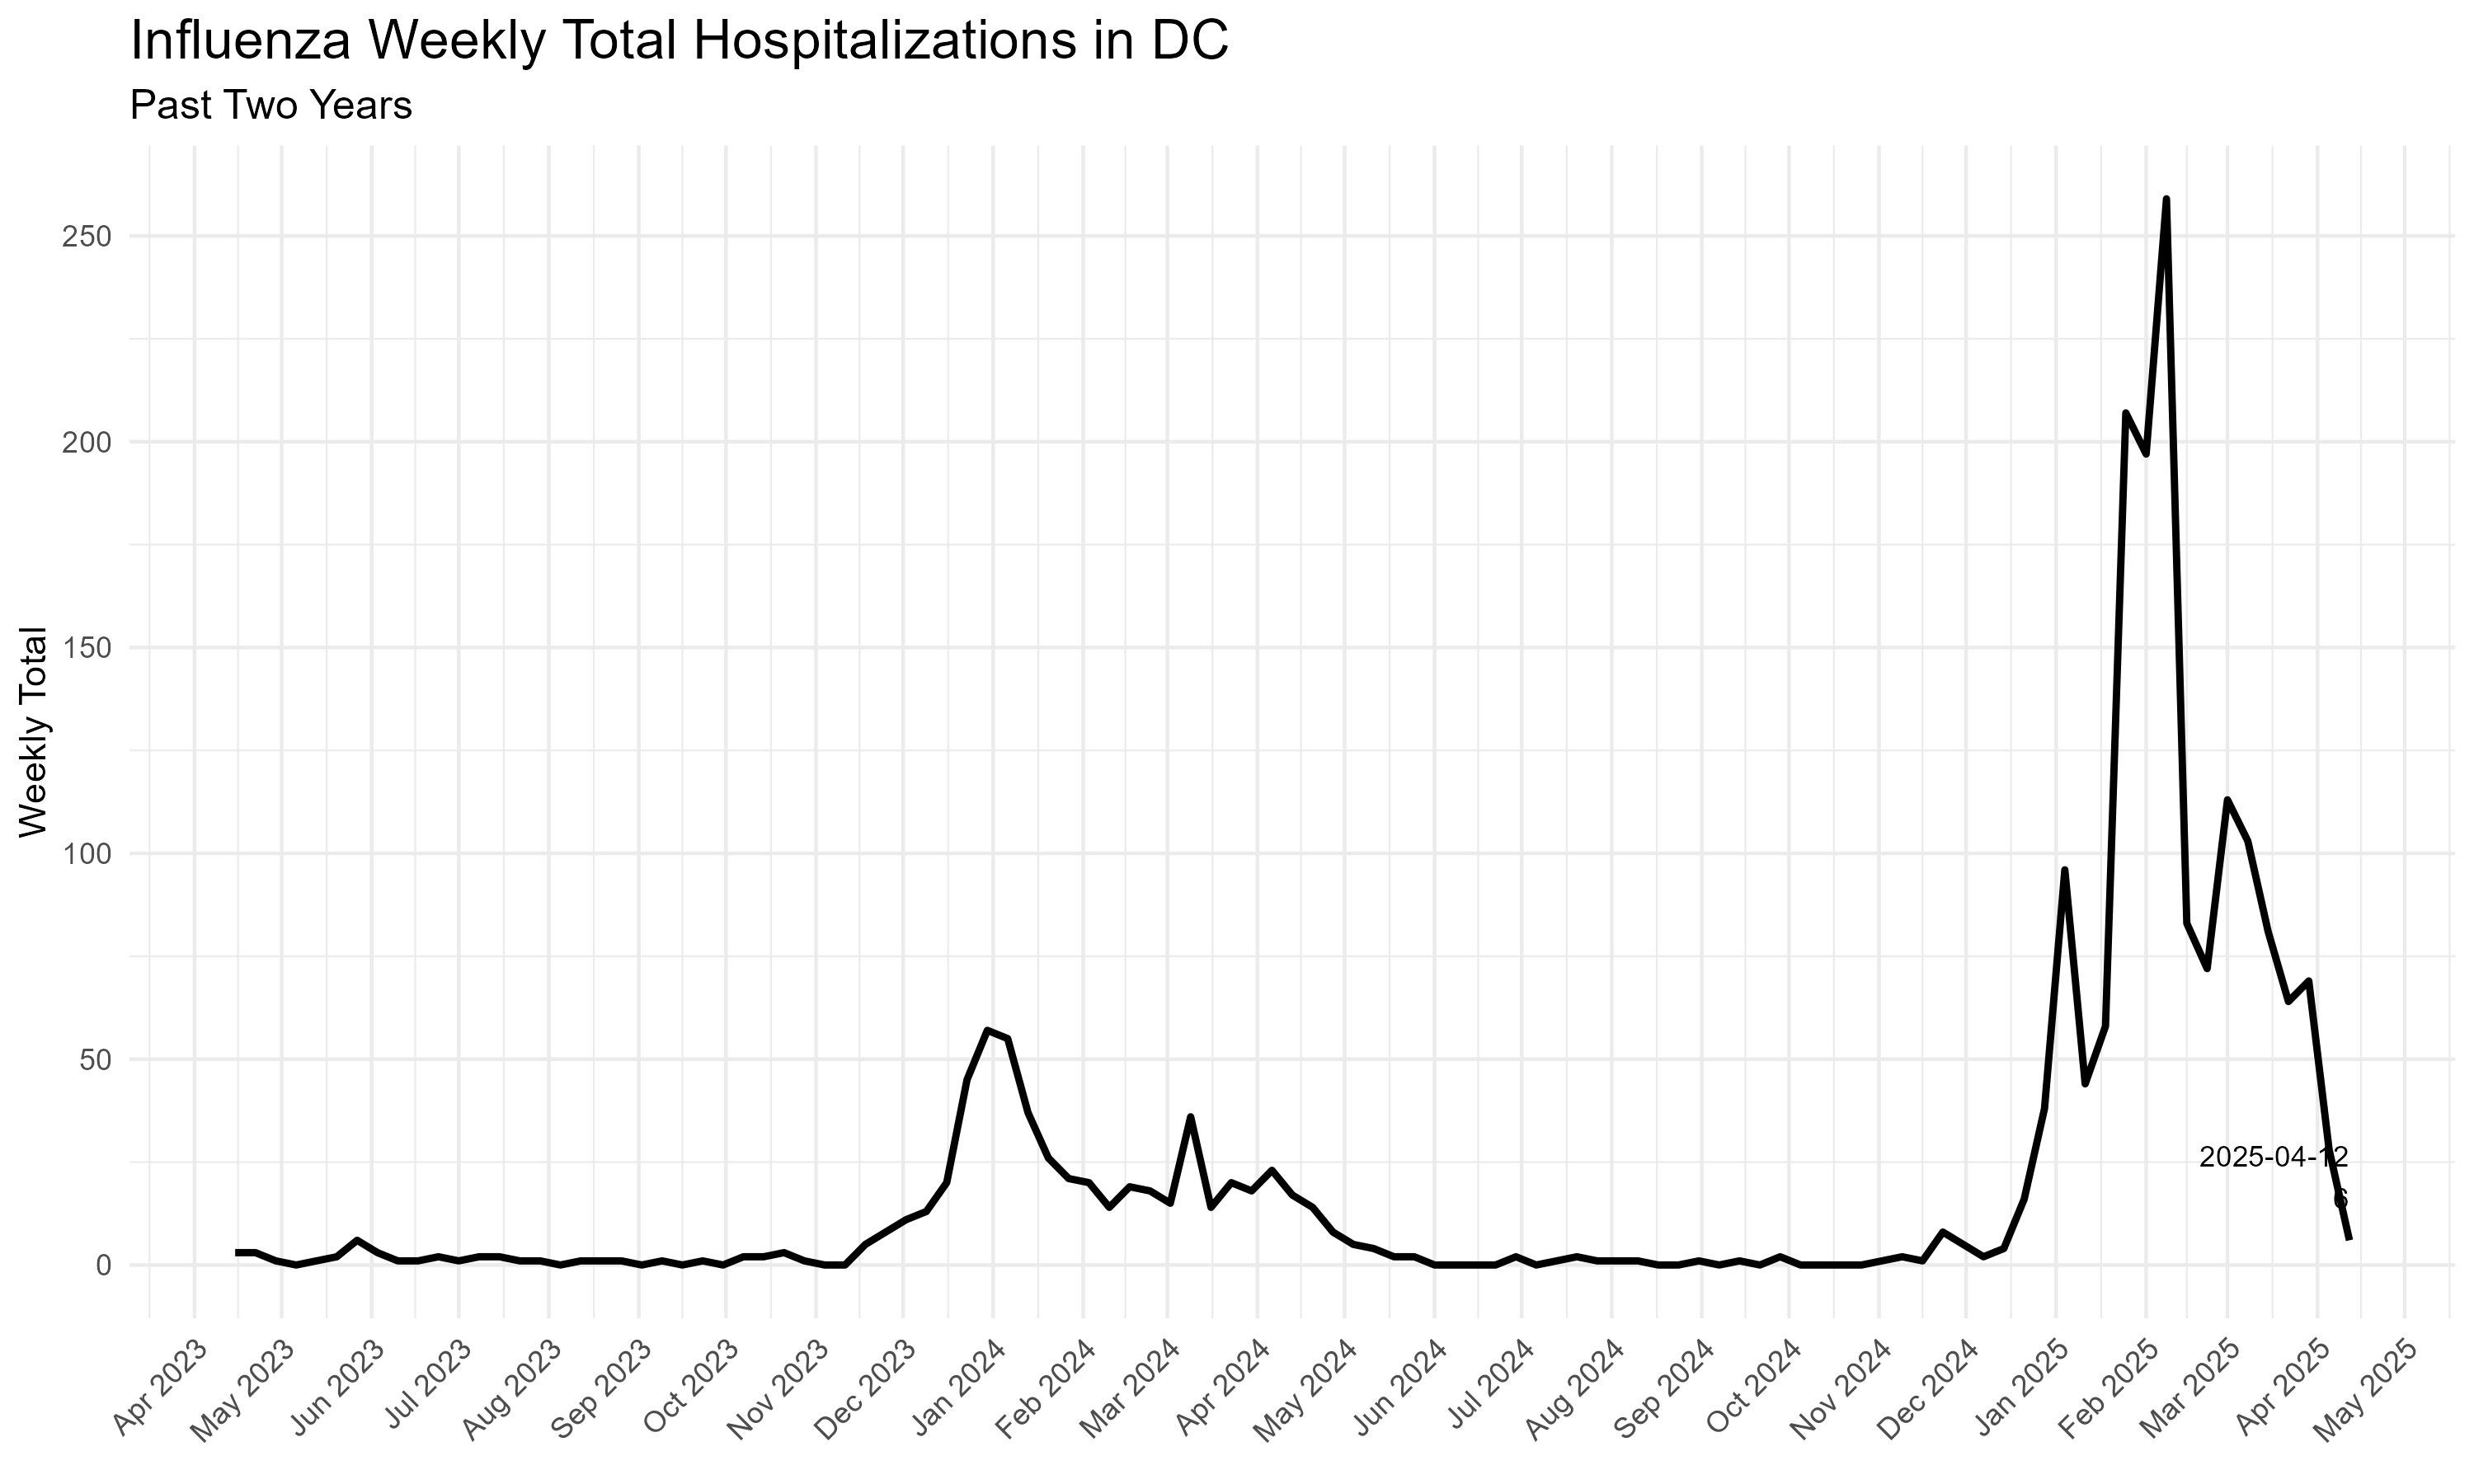 Influenza Weekly Total Hospitalizations in DC
Past Two Years
Weekly Total
250
200
150
100
50
0
2025-04-12
6
Apr 2023
May 2023
Jun 2023
Jul 2023
Aug 2023
Sep 2023
Oct 2023
Nov 2023
Dec 2023
Jan 2024
Feb 2024
Mar 2024
Apr 2024
May 2024
Jun 2024
Jul 2024
Aug 2024
Sep 2024
Oct 2024
Nov 2024
Dec 2024
Jan 2025
Feb 2025
Mar 2025
Apr 2025
May 2025